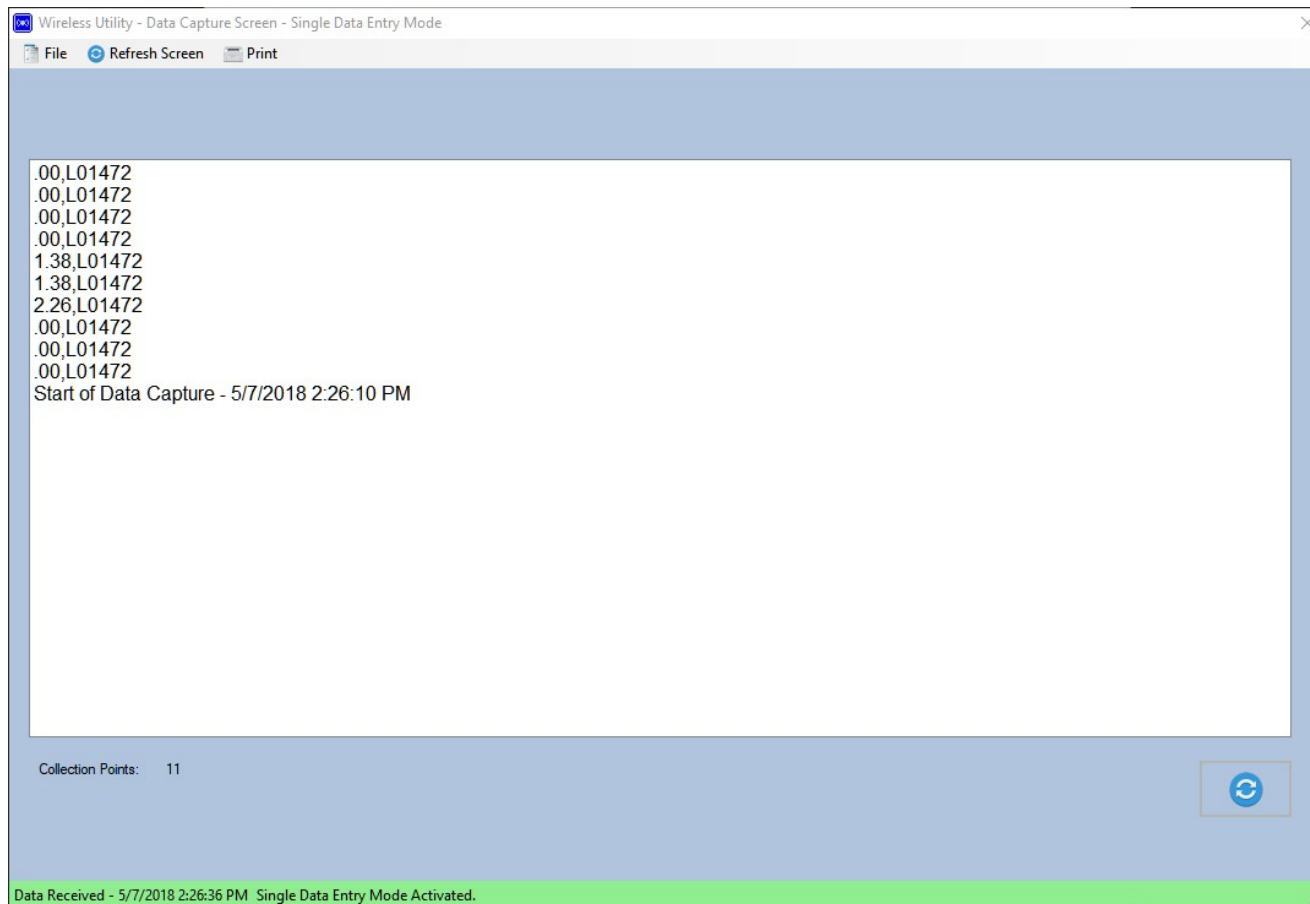 Wireless Utility - Data Capture Screen - Single Data Entry Mode
File Refresh Screen Print
.00,L01472
.00,L01472
.00,L01472
.00,L01472
1.38,L01472
1.38,L01472
2.26,L01472
.00,L01472
.00,L01472
.00,L01472
Start of Data Capture - 5/7/2018 2:26:10 PM
Collection Points: 11
Data Received - 5/7/2018 2:26:36 PM Single Data Entry Mode Activated.